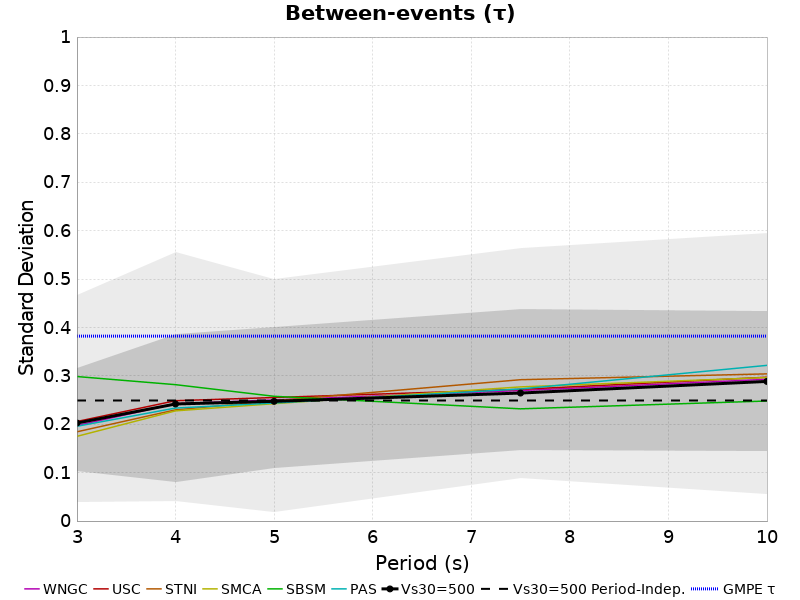 Between-events (τ)
Standard Deviation
1
0.9
0.8
0.7
0.6
0.5
0.4
0.3
0.2
0.1
0
3 4 5 6 7 8 9 10
Period (s)
WNGC USC STNI SMCA SBSM PAS Vs30=500 Vs30=500 Period-Indep. GMPE τ